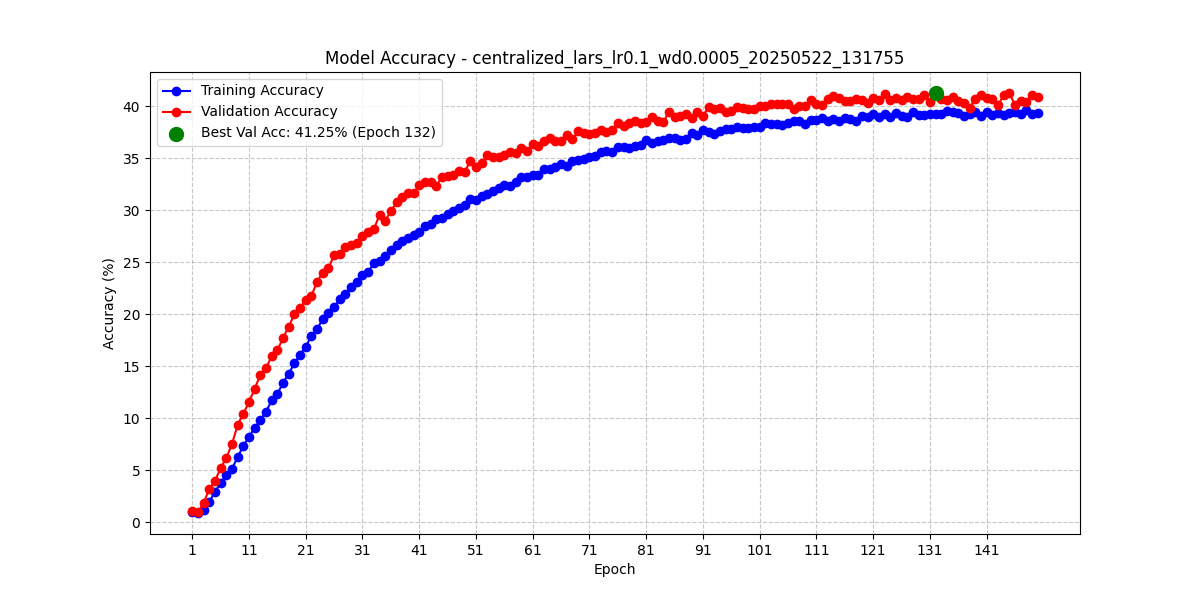 Model Accuracy - centralized_lars_lr0.1_wd0.0005_20250522_131755
Training Accuracy
Validation Accuracy
Best Val Acc: 41.25% (Epoch 132)
Accuracy (%)
40
35
30
25
20
15
10
5
0
1 11 21 31 41 51 61 71 81 91 101 111 121 131 141
Epoch